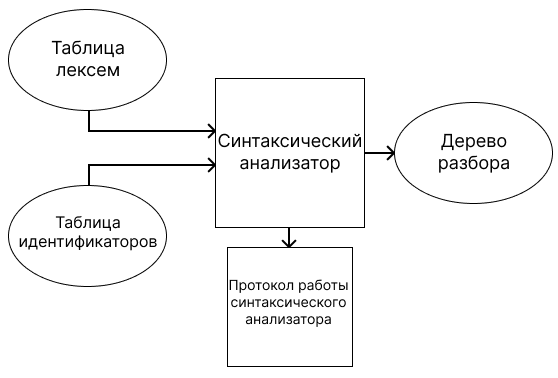 Таблица
лексем
Синтаксический
анализатор
Дерево
разбора
Таблица
идентификаторов
Протокол работы
синтаксического
анализатора